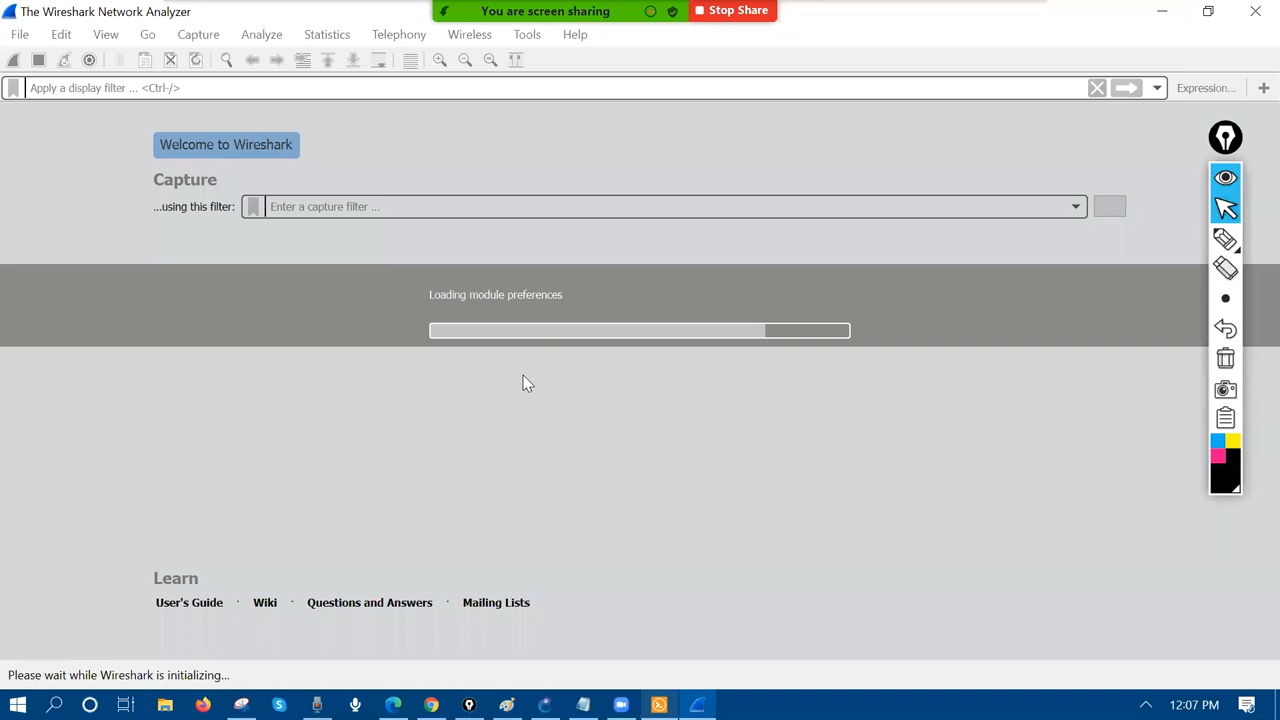 The Wireshark Network Analyzer
You are screen sharing
Stop Share
File Edit View Go Capture Analyze Statistics Telephony Wireless Tools Help
Apply a display filter ... <Ctrl-/>
Expression...
Welcome to Wireshark
Capture
...using this filter:
Enter a capture filter ...
Loading module preferences
Learn
User's Guide · Wiki · Questions and Answers · Mailing Lists
Please wait while Wireshark is initializing...
12:07 PM